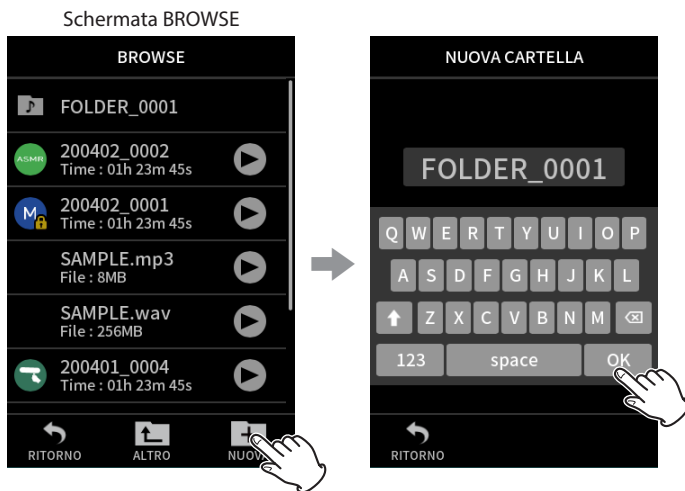 Schermata BROWSE
BROWSE
FOLDER_0001
ASMR
200402_0002
Time : 01h 23m 45s
M
200402_0001
Time : 01h 23m 45s
SAMPLE.mp3
File : 8MB
SAMPLE.wav
File : 256MB
200401_0004
Time : 01h 23m 45s
RITORNO ALTRO NUOVA
NUOVA CARTELLA
FOLDER_0001
Q W E R T Y U I O P
A S D F G H J K L
Z X C V B N M
123 space OK
RITORNO